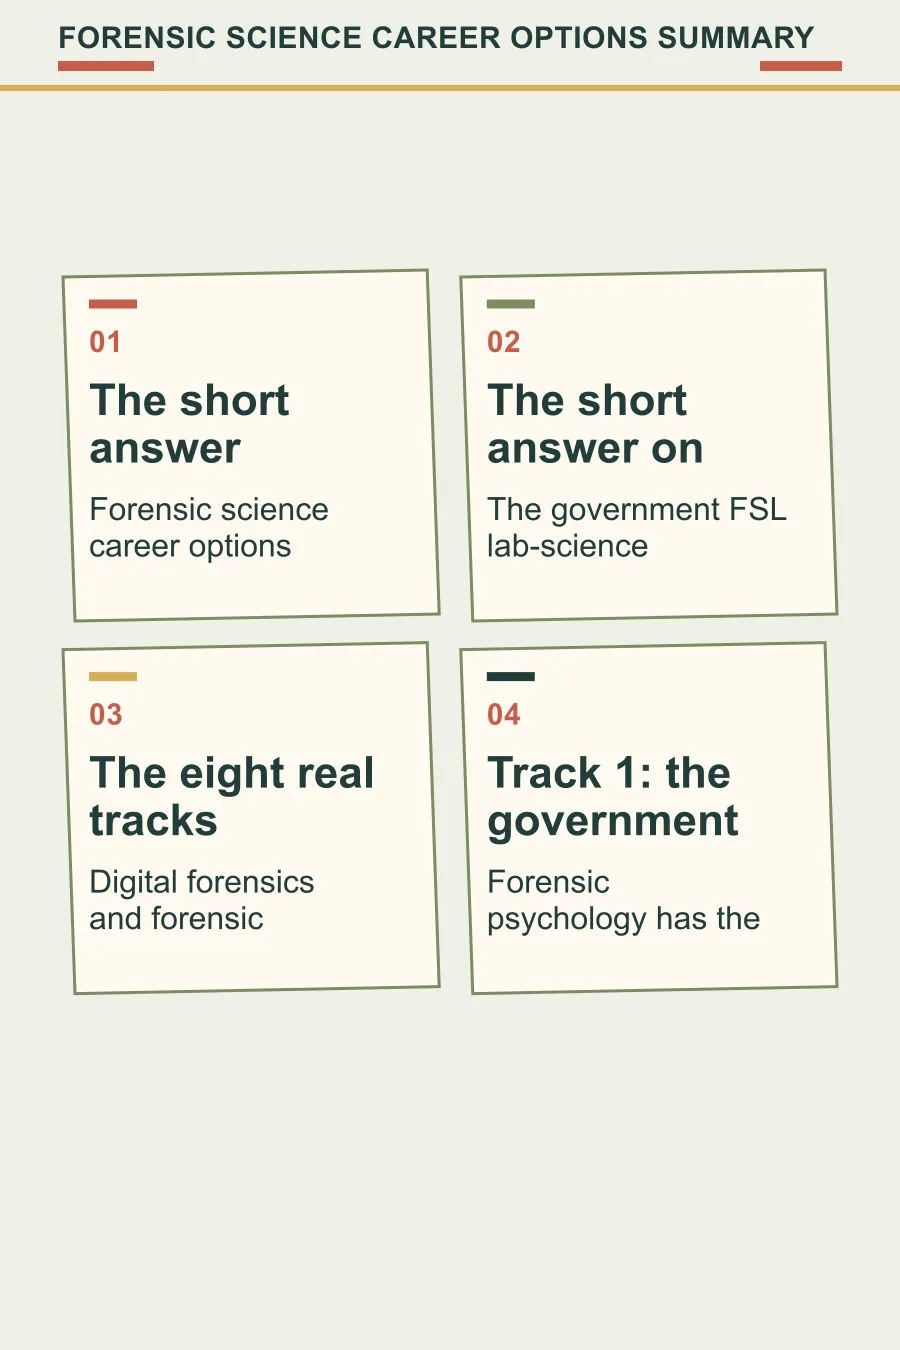 FORENSIC SCIENCE CAREER OPTIONS SUMMARY
01
The short
answer
Forensic science
career options
02
The short
answer on
The government FSL
lab-science
03
The eight real
tracks
Digital forensics
and forensic
04
Track 1: the
government
Forensic
psychology has the